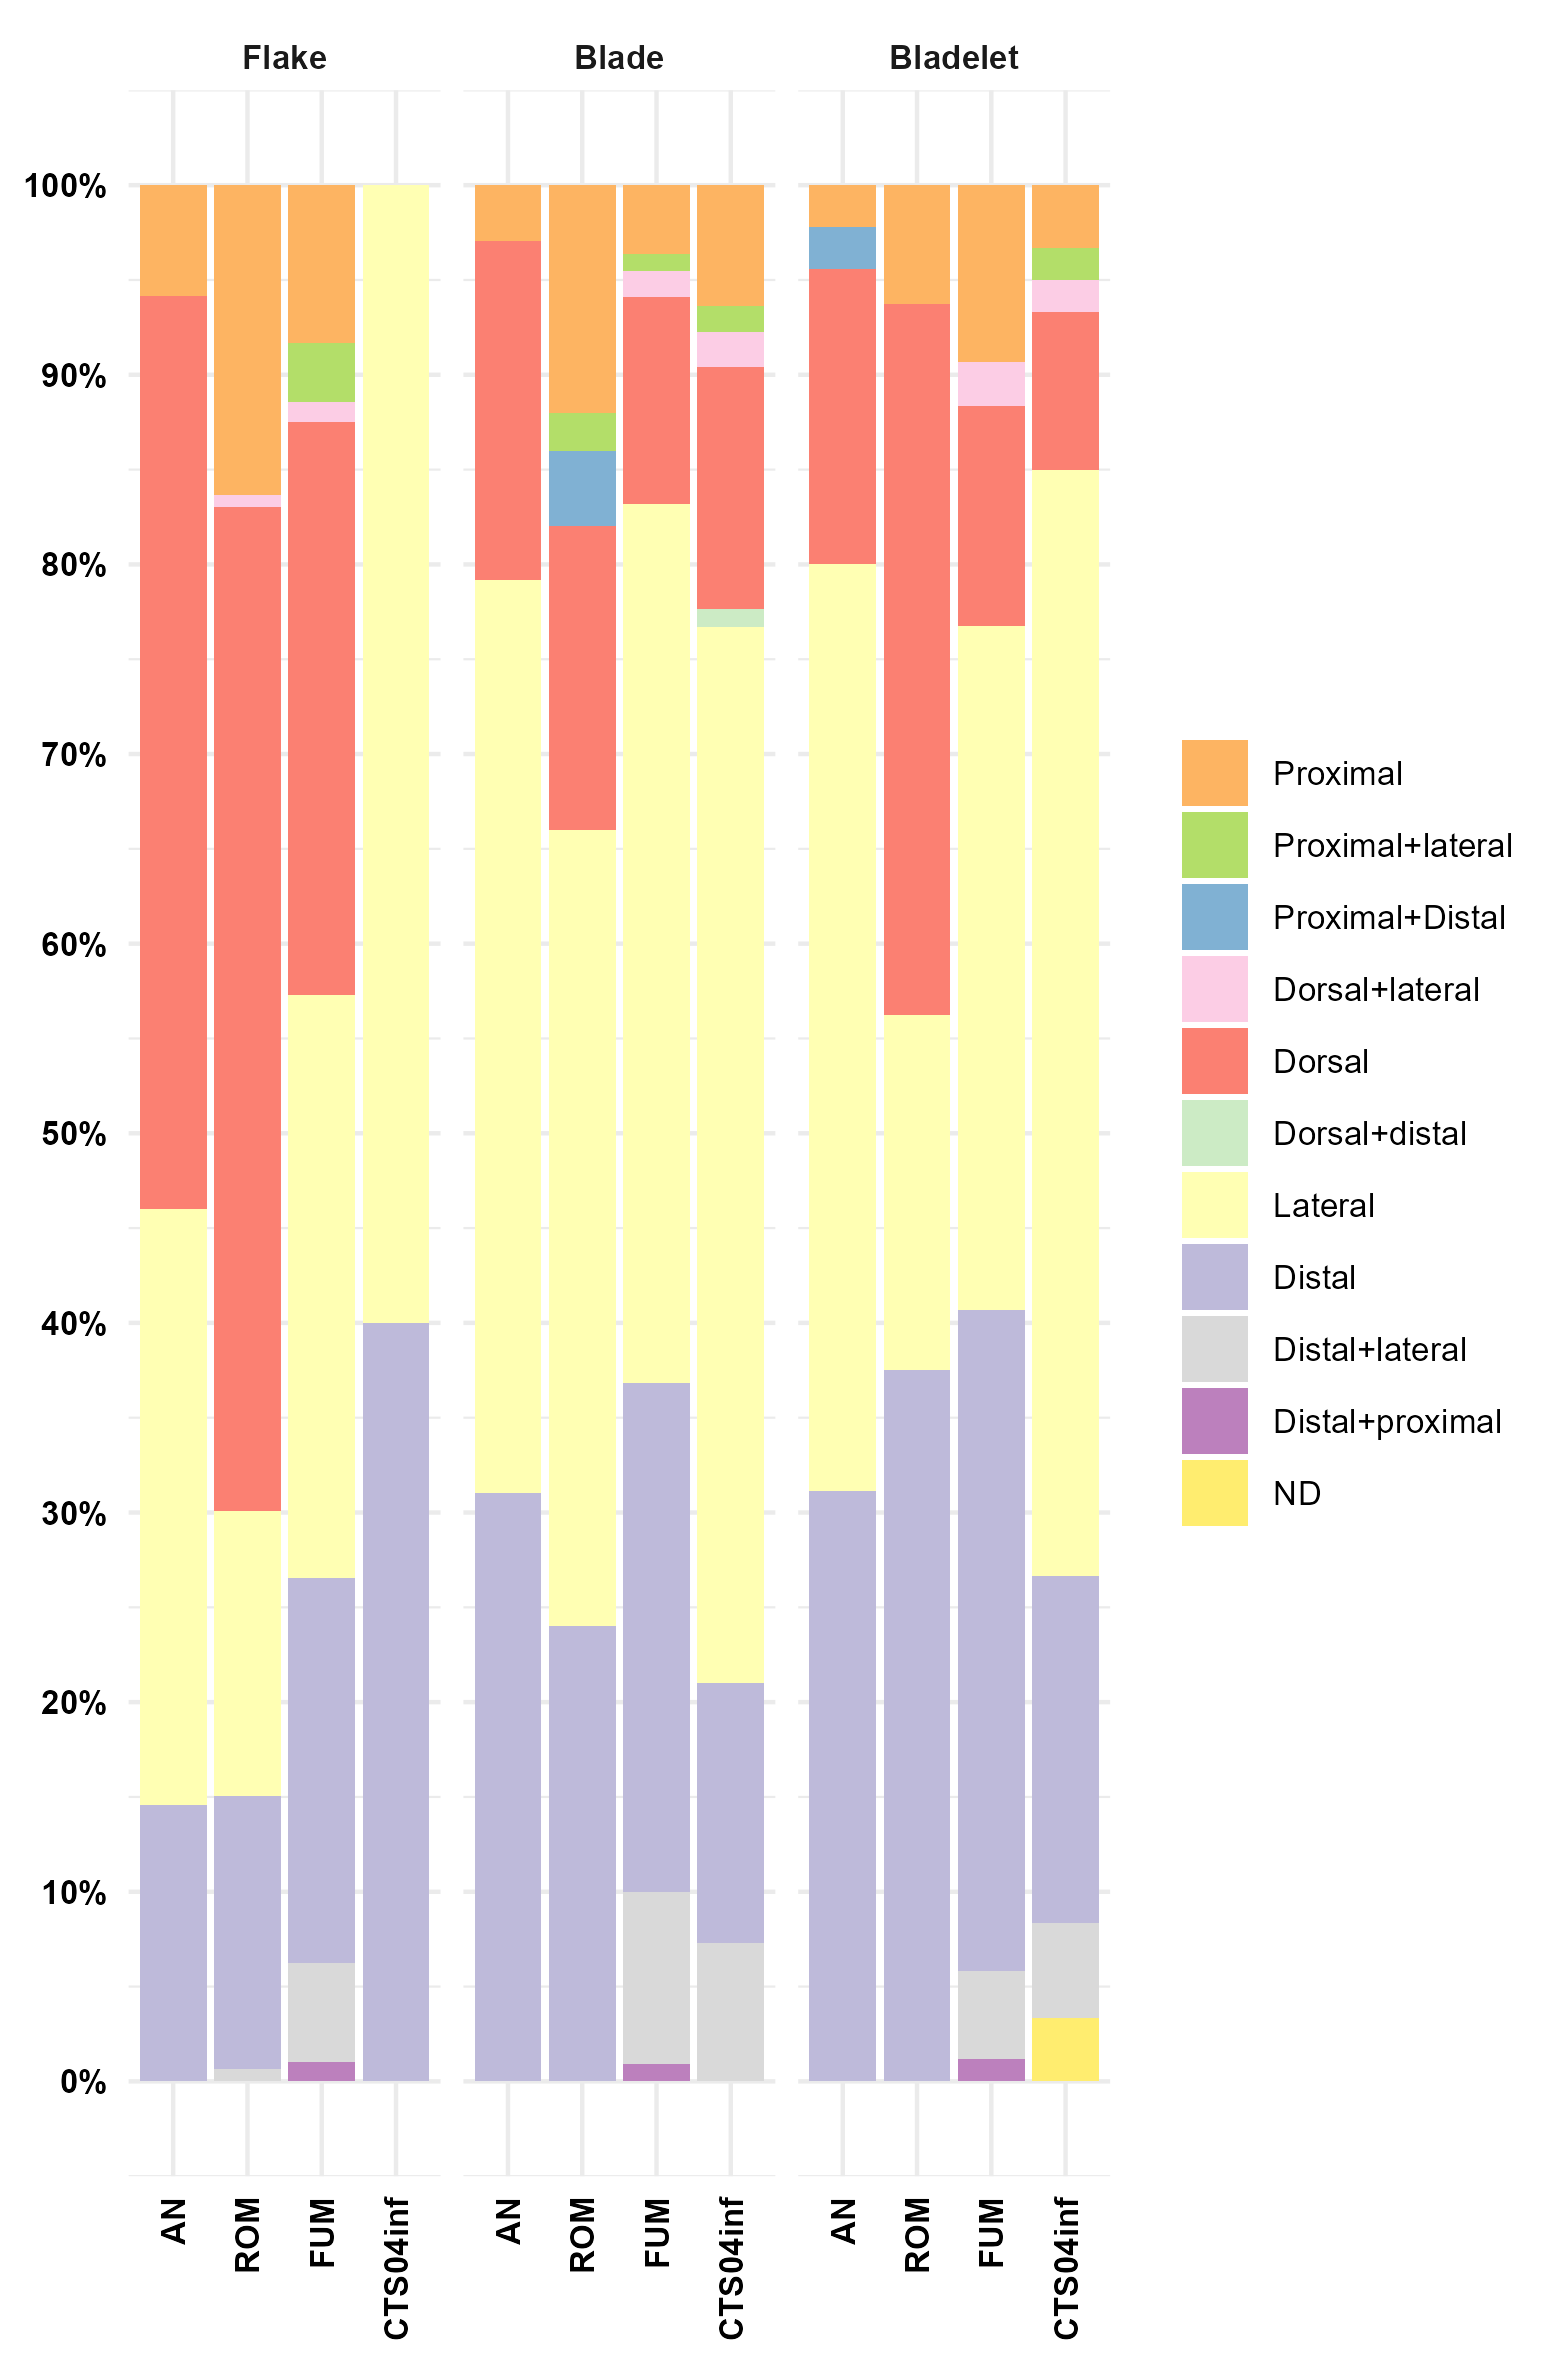 Flake Blade Bladelet
100%
90%
80%
70%
60%
50%
40%
30%
20%
10%
0%
AN ROM FUM CTS04inf AN ROM FUM CTS04inf AN ROM FUM CTS04inf
Proximal
Proximal+lateral
Proximal+Distal
Dorsal+lateral
Dorsal
Dorsal+distal
Lateral
Distal
Distal+lateral
Distal+proximal
ND